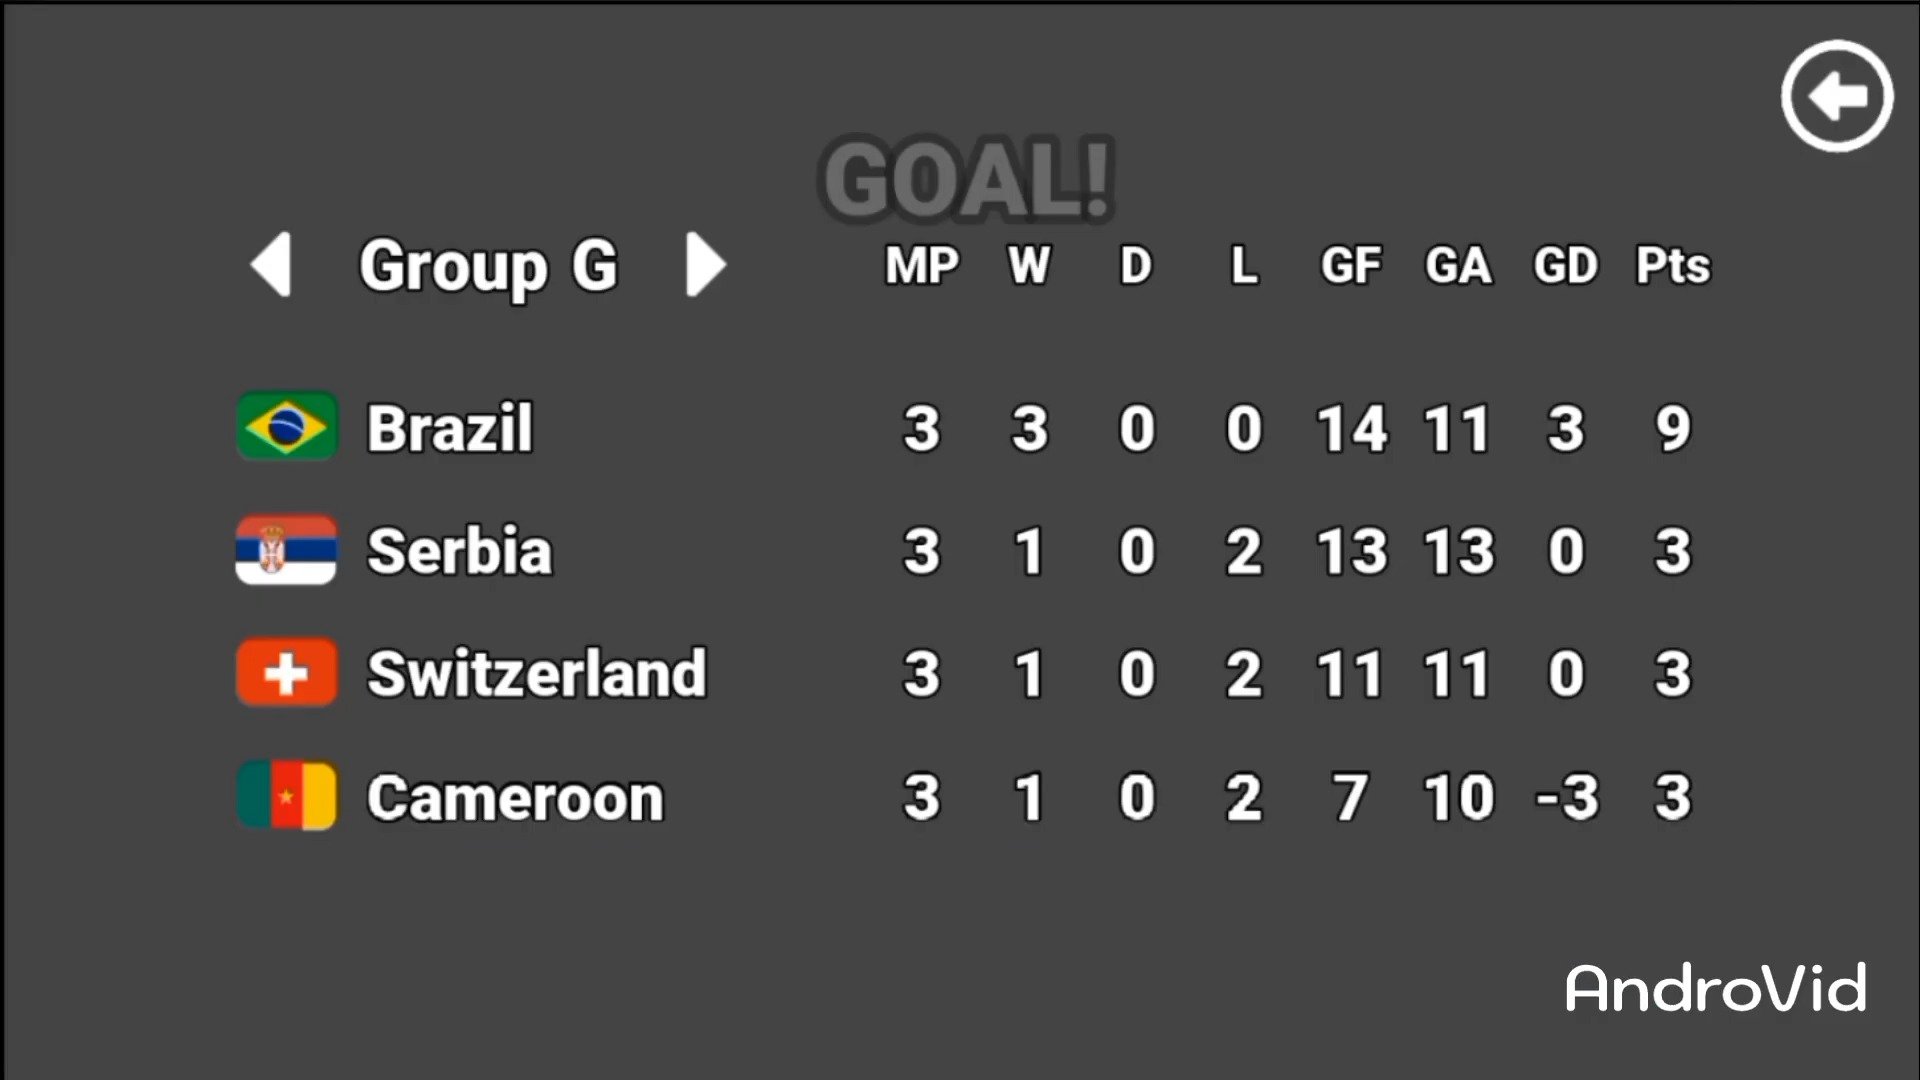 GOAL!
Group G MP W D L GF GA GD Pts
Brazil 3 3 0 0 14 11 3 9
Serbia 3 1 0 2 13 13 0 3
Switzerland 3 1 0 2 11 11 0 3
Cameroon 3 1 0 2 7 10 -3 3
AndroVid